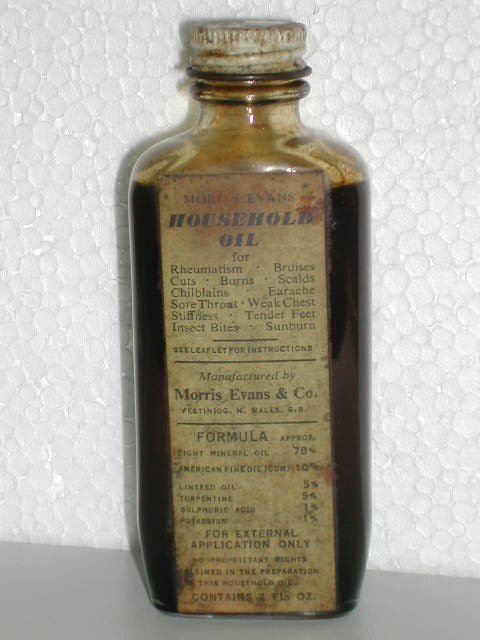 MORRIS EVANS
HOUSEHOLD
OIL
for
Rheumatism · Bruises
Cuts · Burns · Scalds
Chilblains · Earache
Sore Throat · Weak Chest
Stiffness · Tender Feet
Insect Bites · Sunburn
SEE LEAFLET FOR INSTRUCTIONS
Manufactured by
Morris Evans & Co.
FESTINIOG, N. WALES, G.B.
FORMULA APPROX.
LIGHT MINERAL OIL 78%
AMERICAN PINE OIL (COM) 10%
LINSEED OIL 5%
TURPENTINE 5%
SULPHURIC ACID 1%
POTASSIUM 1%
FOR EXTERNAL
APPLICATION ONLY
NO PROPRIETARY RIGHTS
CLAIMED IN THE PREPARATION
OF THIS HOUSEHOLD OIL
CONTAINS 2 FL. OZ.